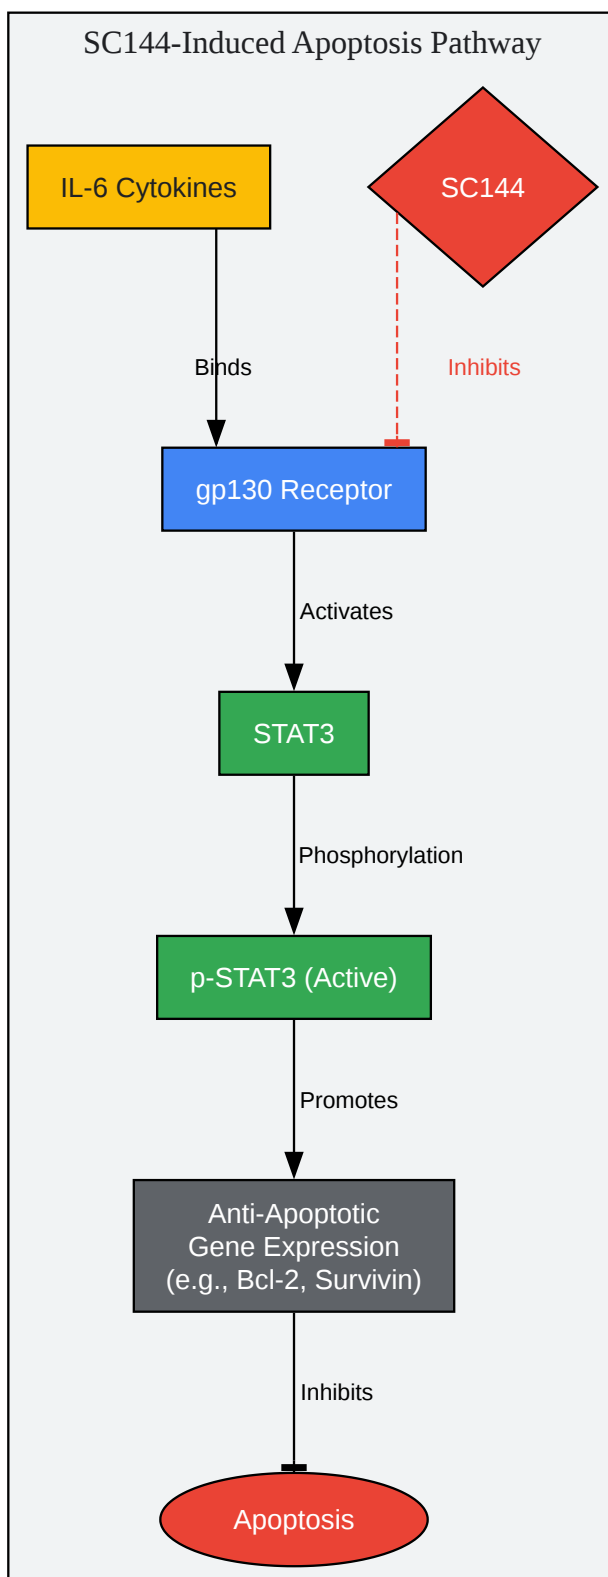 SC144-Induced Apoptosis Pathway
IL-6 Cytokines
SC144
Binds
Inhibits
gp130 Receptor
Activates
STAT3
Phosphorylation
p-STAT3 (Active)
Promotes
Anti-Apoptotic
Gene Expression
(e.g., Bcl-2, Survivin)
Inhibits
Apoptosis